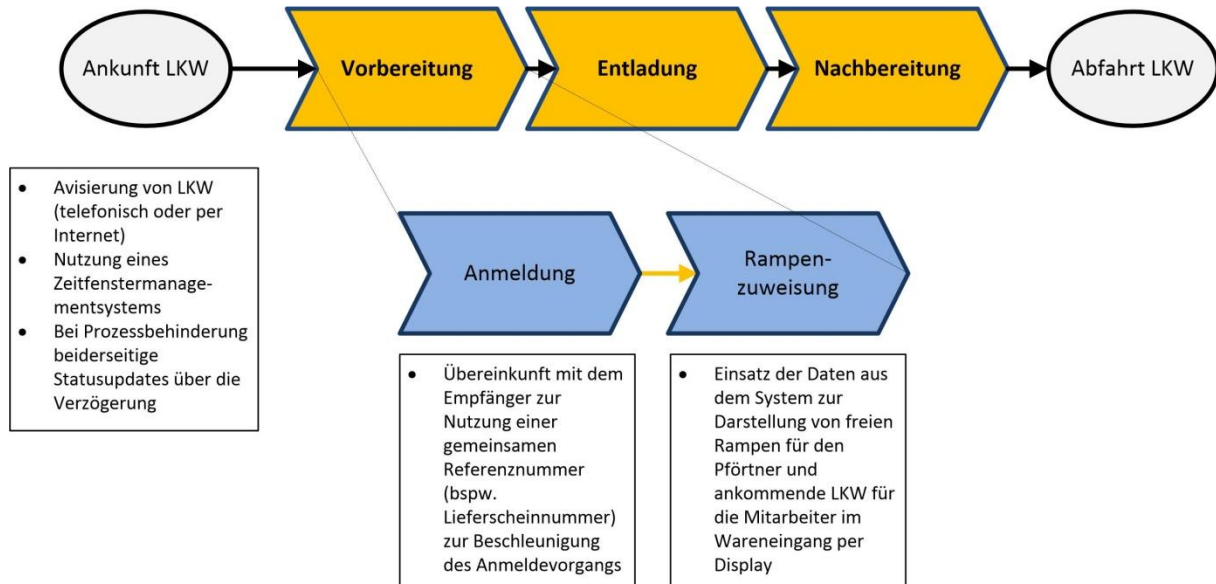 Ankunft LKW
Vorbereitung
Entladung
Nachbereitung
Abfahrt LKW
• Avisierung von LKW
(telefonisch oder per
Internet)
• Nutzung eines
Zeitfenstermanage-
mentsystems
• Bei Prozessbehinderung
beiderseitige
Statusupdates über die
Verzögerung
Anmeldung
Rampen-
zuweisung
• Übereinkunft mit dem
Empfänger zur
Nutzung einer
gemeinsamen
Referenznummer
(bspw.
Lieferscheinnummer)
zur Beschleunigung
des Anmeldevorgangs
• Einsatz der Daten aus
dem System zur
Darstellung von freien
Rampen für den
Pförtner und
ankommende LKW für
die Mitarbeiter im
Wareneingang per
Display